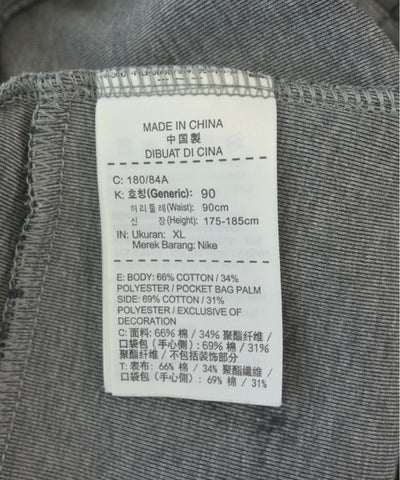 MADE IN CHINA
中国製
DIBUAT DI CINA
C: 180/84A
K: 호칭(Generic): 90
허리둘레(Waist): 90cm
신 장(Height): 175-185cm
IN: Ukuran: XL
Merek Barang: Nike
E: BODY: 66% COTTON / 34%
POLYESTER / POCKET BAG PALM
SIDE: 69% COTTON / 31%
POLYESTER / EXCLUSIVE OF
DECORATION
C: 面料: 66% 棉 / 34% 聚酯纤维 /
口袋包 (手心侧) : 69% 棉 / 31%
聚酯纤维 / 不包括装饰部分
T: 表布: 66% 棉 / 34% 聚酯纖維 /
口袋包 (手心側) : 69% 棉 / 31%